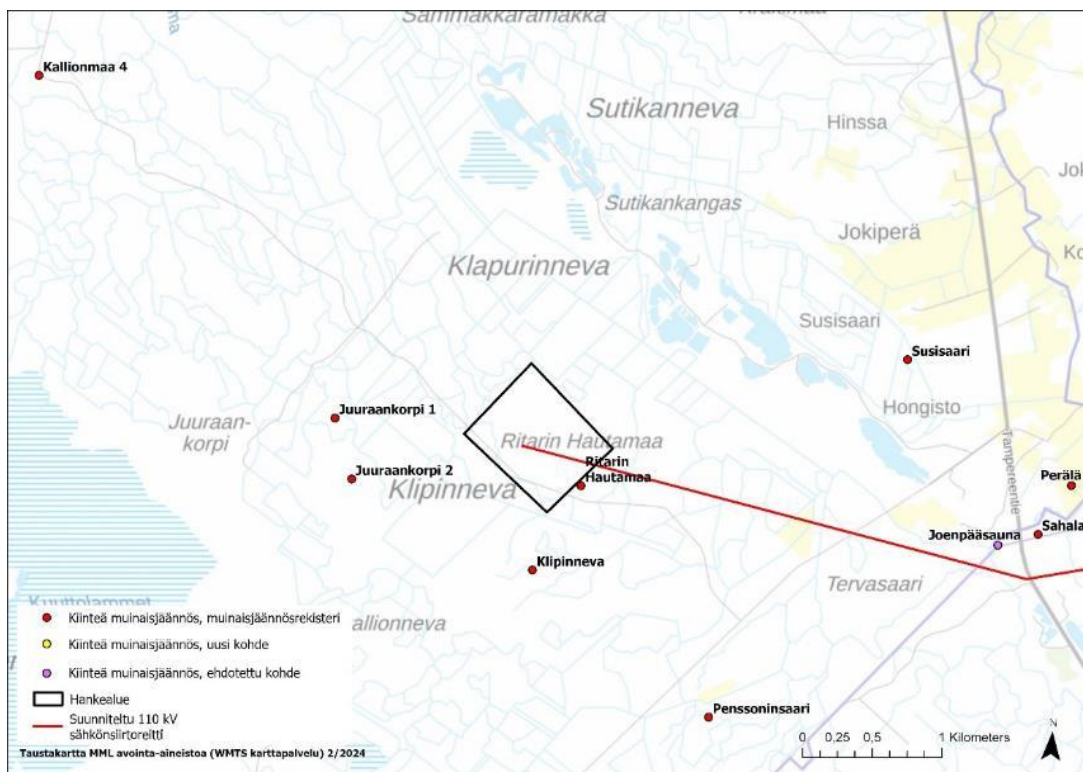 Sammakkaramakka
Kallionmaa 4
Sutikanneva
Hinssa
Sutikankangas
Jokiperä
Klapurinneva
Susisaari
Susisaari
Juuraankorpi 1
Hongisto
Juuraan-
korpi
Ritarin Hautamaa
Ritarin
Hautamaa
Tampereentie
Juuraankorpi 2
Klipinneva
Perälä
Joenpääsauna
Sahala
Klipinneva
Tervasaari
Kuuttolammet
Kiinteä muinaisjäännös, muinaisjäännösrekisteri
allionneva
Kiinteä muinaisjäännös, uusi kohde
Kiinteä muinaisjäännös, ehdotettu kohde
Hankealue
Suunniteltu 110 kV
sähkönsiirtoreitti
Penssoninsaari
Taustakartta MML avointa-aineistoa (WMTS karttapalvelu) 2/2024
0 0,25 0,5 1 Kilometers
N